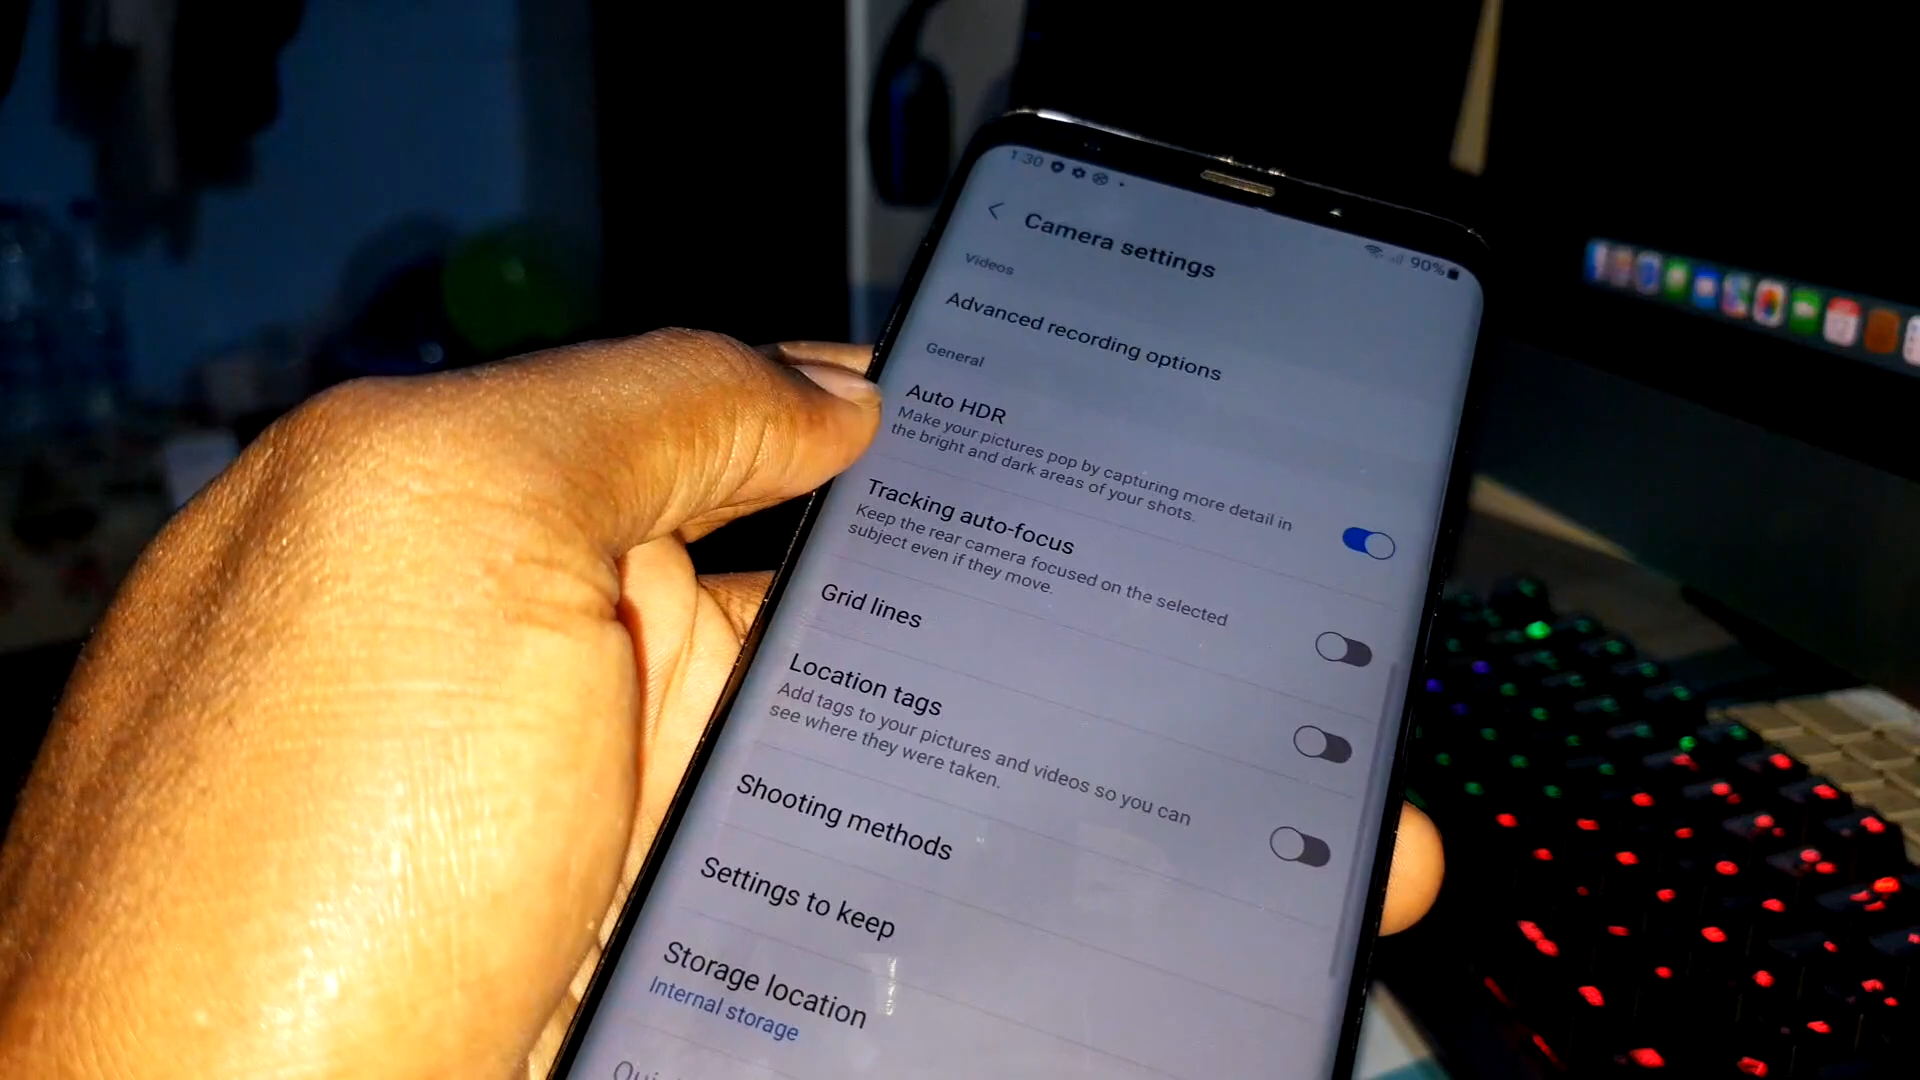 1:30
90%
Camera settings
Videos
Advanced recording options
General
Auto HDR
Make your pictures pop by capturing more detail in
the bright and dark areas of your shots.
Tracking auto-focus
Keep the rear camera focused on the selected
subject even if they move.
Grid lines
Location tags
Add tags to your pictures and videos so you can
see where they were taken.
Shooting methods
Settings to keep
Storage location
Internal storage